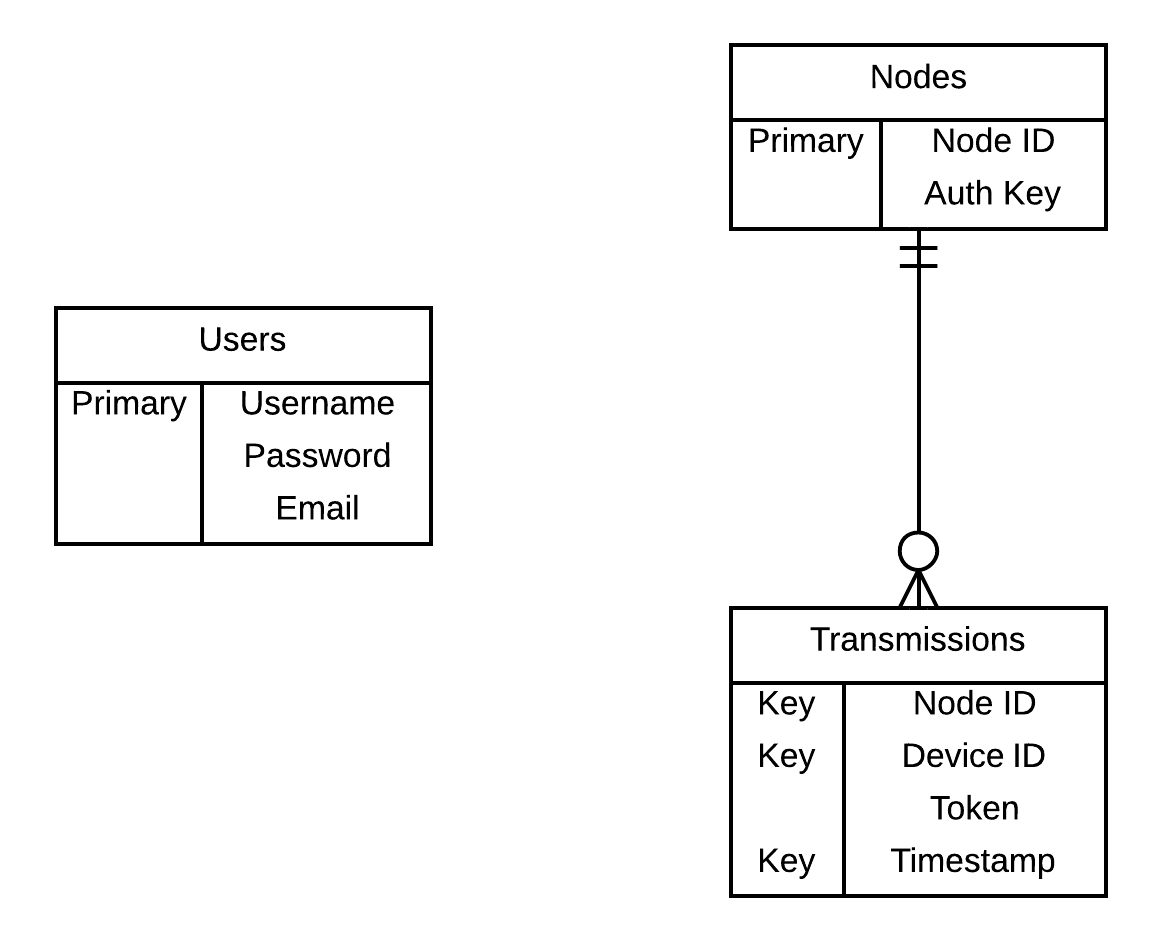 Nodes
Primary Node ID
Auth Key
Users
Primary Username
Password
Email
Transmissions
Key Node ID
Key Device ID
Token
Key Timestamp